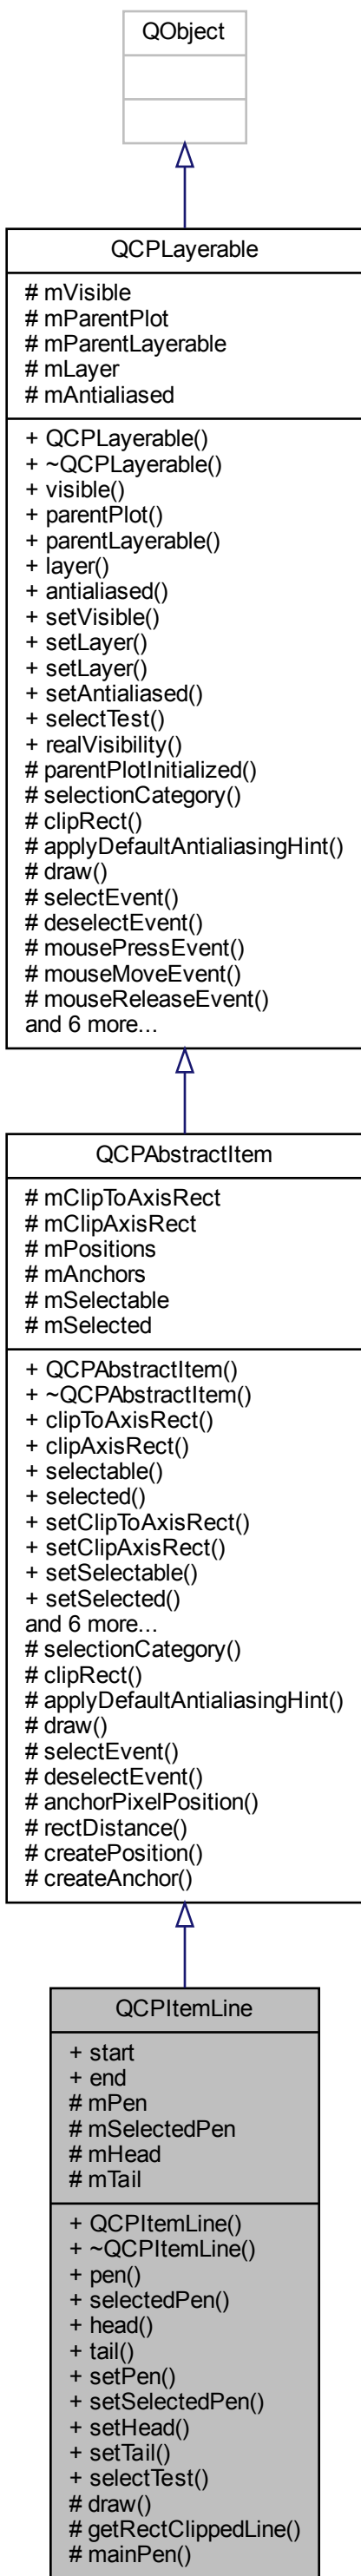 QObject
QCPLayerable
# mVisible
# mParentPlot
# mParentLayerable
# mLayer
# mAntialiased
+ QCPLayerable()
+ ~QCPLayerable()
+ visible()
+ parentPlot()
+ parentLayerable()
+ layer()
+ antialiased()
+ setVisible()
+ setLayer()
+ setLayer()
+ setAntialiased()
+ selectTest()
+ realVisibility()
# parentPlotInitialized()
# selectionCategory()
# clipRect()
# applyDefaultAntialiasingHint()
# draw()
# selectEvent()
# deselectEvent()
# mousePressEvent()
# mouseMoveEvent()
# mouseReleaseEvent()
and 6 more...
QCPAbstractItem
# mClipToAxisRect
# mClipAxisRect
# mPositions
# mAnchors
# mSelectable
# mSelected
+ QCPAbstractItem()
+ ~QCPAbstractItem()
+ clipToAxisRect()
+ clipAxisRect()
+ selectable()
+ selected()
+ setClipToAxisRect()
+ setClipAxisRect()
+ setSelectable()
+ setSelected()
and 6 more...
# selectionCategory()
# clipRect()
# applyDefaultAntialiasingHint()
# draw()
# selectEvent()
# deselectEvent()
# anchorPixelPosition()
# rectDistance()
# createPosition()
# createAnchor()
QCPItemLine
+ start
+ end
# mPen
# mSelectedPen
# mHead
# mTail
+ QCPItemLine()
+ ~QCPItemLine()
+ pen()
+ selectedPen()
+ head()
+ tail()
+ setPen()
+ setSelectedPen()
+ setHead()
+ setTail()
+ selectTest()
# draw()
# getRectClippedLine()
# mainPen()